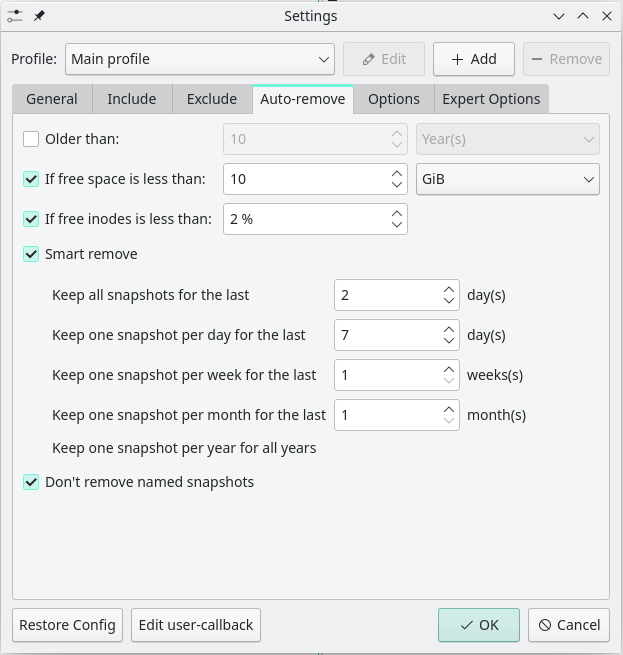 Settings
Profile: Main profile Edit Add Remove
General Include Exclude Auto-remove Options Expert Options
Older than: 10 Year(s)
If free space is less than: 10 GiB
If free inodes is less than: 2 %
Smart remove
Keep all snapshots for the last 2 day(s)
Keep one snapshot per day for the last 7 day(s)
Keep one snapshot per week for the last 1 weeks(s)
Keep one snapshot per month for the last 1 month(s)
Keep one snapshot per year for all years
Don't remove named snapshots
Restore Config Edit user-callback OK Cancel